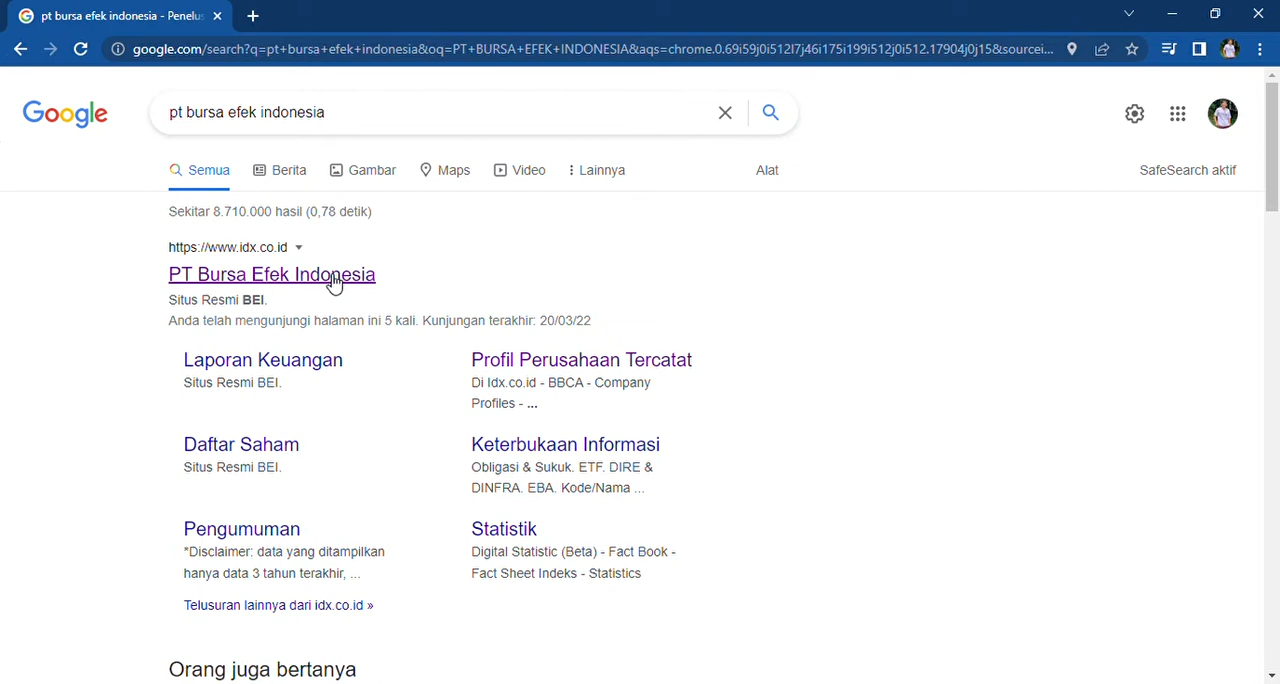 pt bursa efek indonesia - Penelus
google.com/search?q=pt+bursa+efek+indonesia&oq=PT+BURSA+EFEK+INDONESIA&aqs=chrome.0.69i59j0i512l7j46i175i199i512j0i512.17904j0j15&sourcei...
Google
pt bursa efek indonesia
Semua Berita Gambar Maps Video Lainnya Alat SafeSearch aktif
Sekitar 8.710.000 hasil (0,78 detik)
https://www.idx.co.id
PT Bursa Efek Indonesia
Situs Resmi BEI.
Anda telah mengunjungi halaman ini 5 kali. Kunjungan terakhir: 20/03/22
Laporan Keuangan
Situs Resmi BEI.
Profil Perusahaan Tercatat
Di Idx.co.id - BBCA - Company
Profiles - ...
Daftar Saham
Situs Resmi BEI.
Keterbukaan Informasi
Obligasi & Sukuk. ETF. DIRE &
DINFRA. EBA. Kode/Nama ...
Pengumuman
*Disclaimer: data yang ditampilkan
hanya data 3 tahun terakhir, ...
Statistik
Digital Statistic (Beta) - Fact Book -
Fact Sheet Indeks - Statistics
Telusuran lainnya dari idx.co.id »
Orang juga bertanya